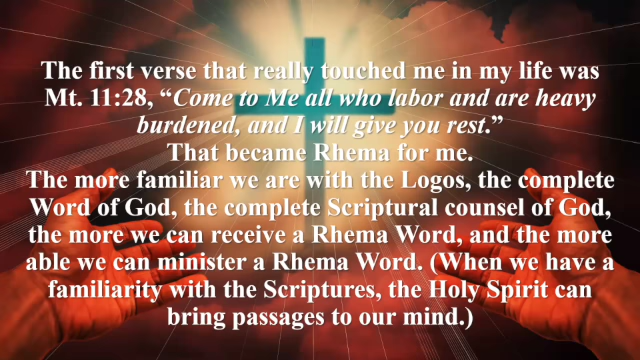 The first verse that really touched me in my life was
Mt. 11:28, “Come to Me all who labor and are heavy
burdened, and I will give you rest.”
That became Rhema for me.
The more familiar we are with the Logos, the complete
Word of God, the complete Scriptural counsel of God,
the more we can receive a Rhema Word, and the more
able we can minister a Rhema Word. (When we have a
familiarity with the Scriptures, the Holy Spirit can
bring passages to our mind.)